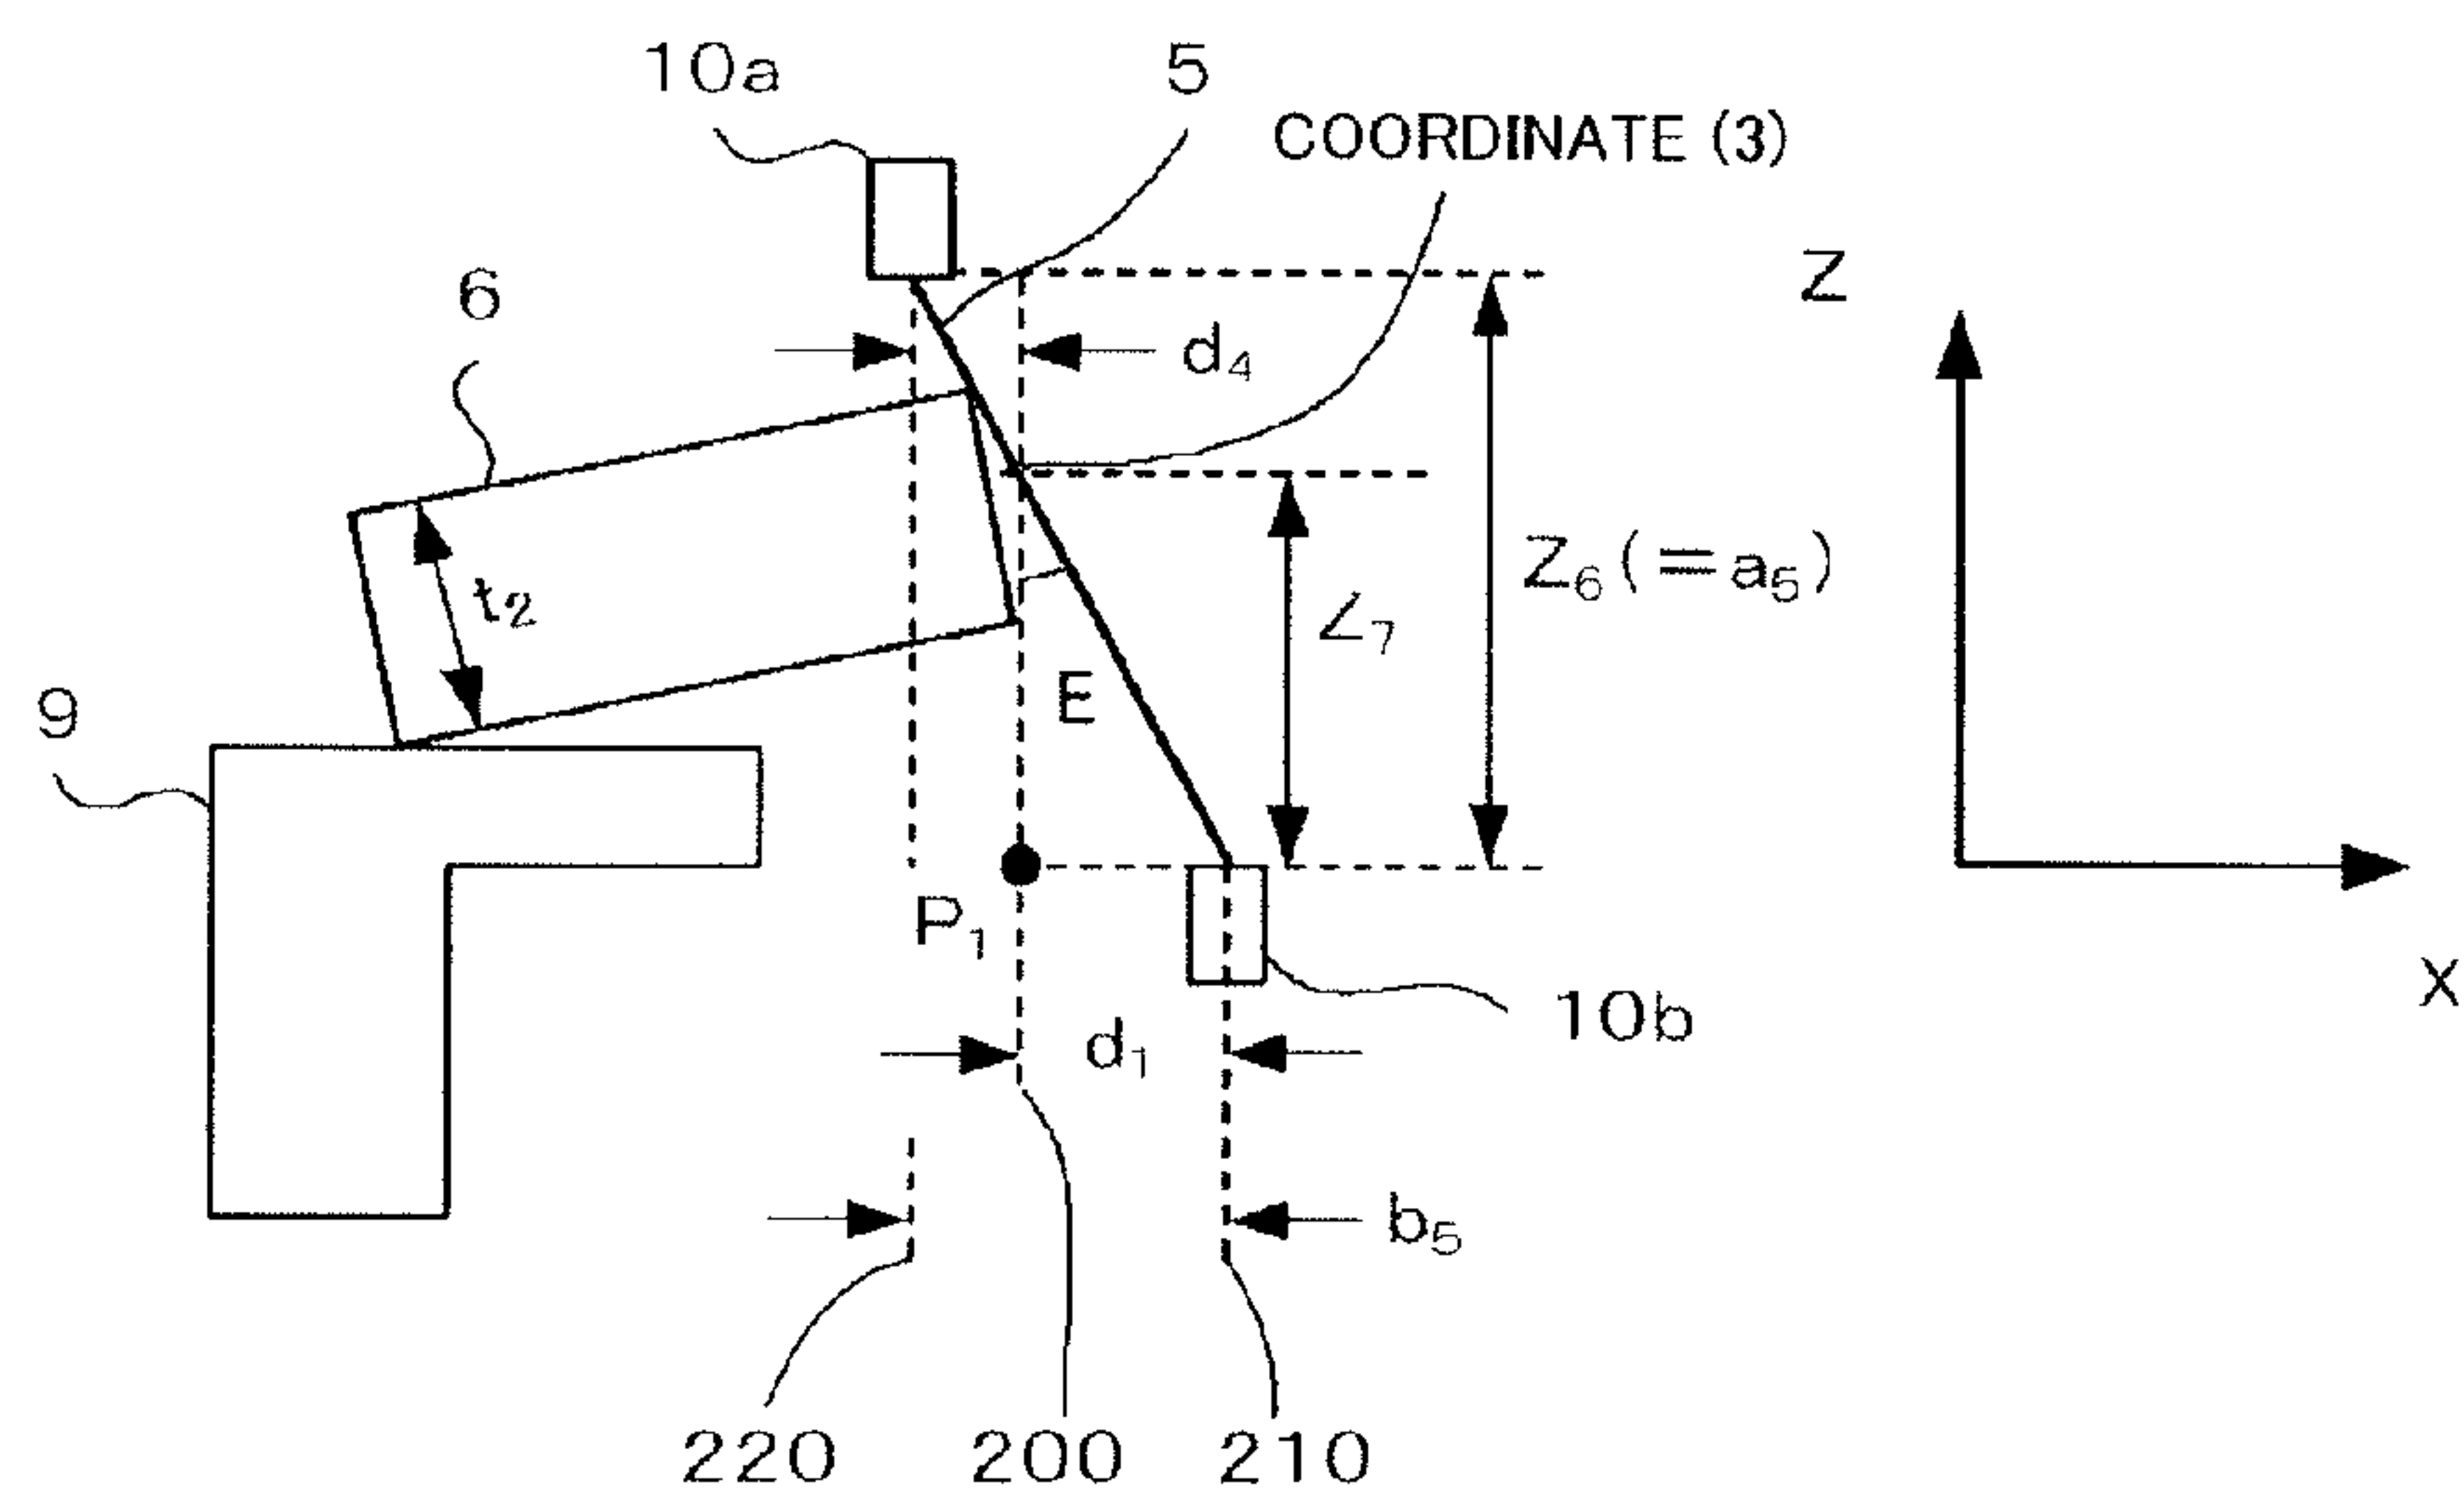 10a
5
COORDINATE (3)
6
Z
d4
Z6(=a5)
t2
Z7
E
9
P1
X
10b
d1
b5
220
200
210